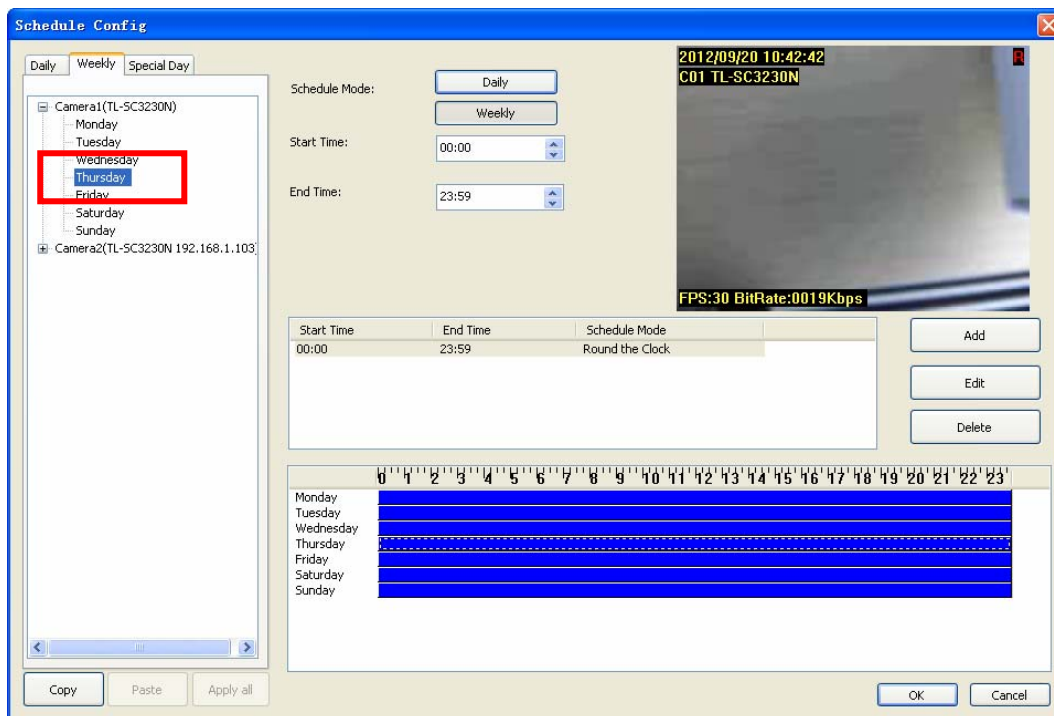 Schedule Config
Daily Weekly Special Day
Camera1(TL-SC3230N)
Monday
Tuesday
Wednesday
Thursday
Friday
Saturday
Sunday
Camera2(TL-SC3230N 192.168.1.103)
Copy Paste Apply all
Schedule Mode:
Daily
Weekly
Start Time: 00:00
End Time: 23:59
2012/09/20 10:42:42 R
C01 TL-SC3230N
FPS:30 BitRate:0019Kbps
Start Time End Time Schedule Mode
00:00 23:59 Round the Clock
Add
Edit
Delete
0 1 2 3 4 5 6 7 8 9 10 11 12 13 14 15 16 17 18 19 20 21 22 23
Monday
Tuesday
Wednesday
Thursday
Friday
Saturday
Sunday
OK Cancel